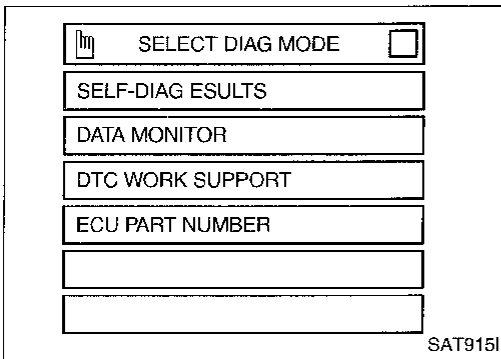 SELECT DIAG MODE
SELF-DIAG ESULTS
DATA MONITOR
DTC WORK SUPPORT
ECU PART NUMBER
SAT915I